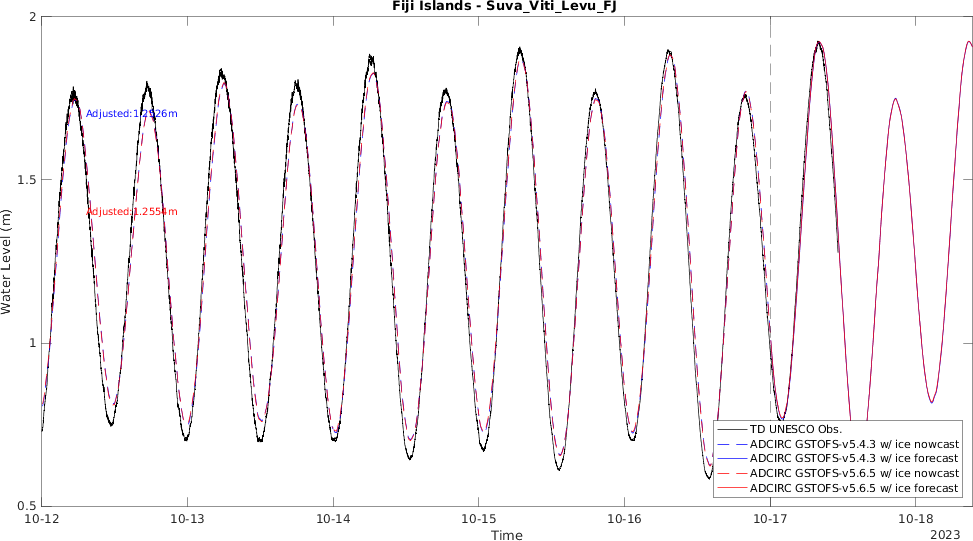 Fiji Islands - Suva_Viti_Levu_FJ
2
Adjusted:1.2526m
1.5
Adjusted:1.2554m
Water Level (m)
1
TD UNESCO Obs.
ADCIRC GSTOFS-v5.4.3 w/ ice nowcast
ADCIRC GSTOFS-v5.4.3 w/ ice forecast
ADCIRC GSTOFS-v5.6.5 w/ ice nowcast
ADCIRC GSTOFS-v5.6.5 w/ ice forecast
0.5
10-12 10-13 10-14 10-15 10-16 10-17 10-18
Time
2023